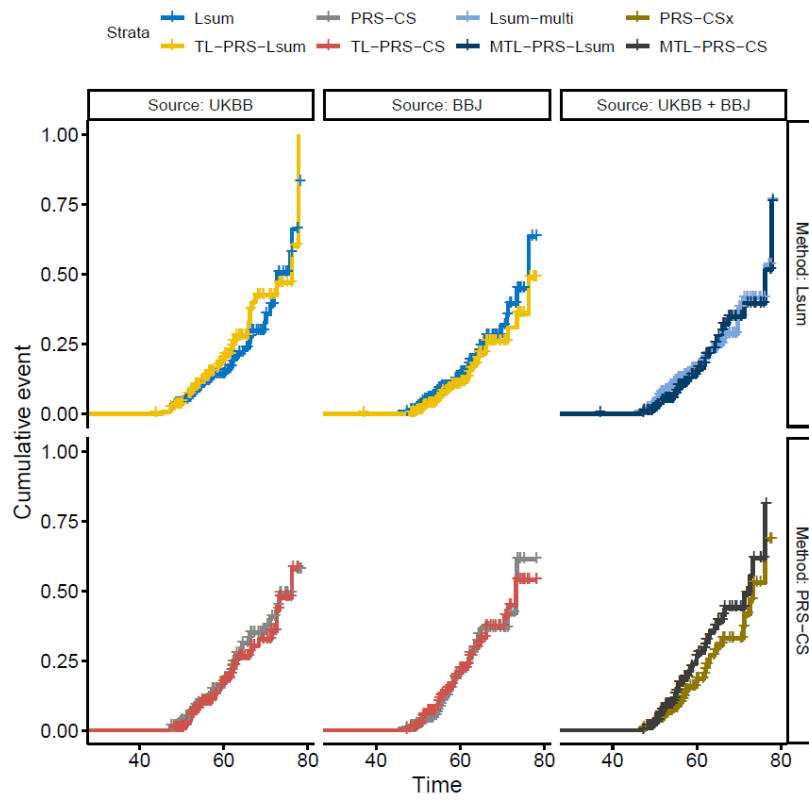 Strata Lsum PRS−CS Lsum−multi PRS−CSx
TL−PRS−Lsum TL−PRS−CS MTL−PRS−Lsum MTL−PRS−CS
Source: UKBB Source: BBJ Source: UKBB + BBJ
Cumulative event
1.00
0.75
0.50
0.25
0.00
Method: Lsum
1.00
0.75
0.50
0.25
0.00
Method: PRS−CS
40 60 80 40 60 80 40 60 80
Time